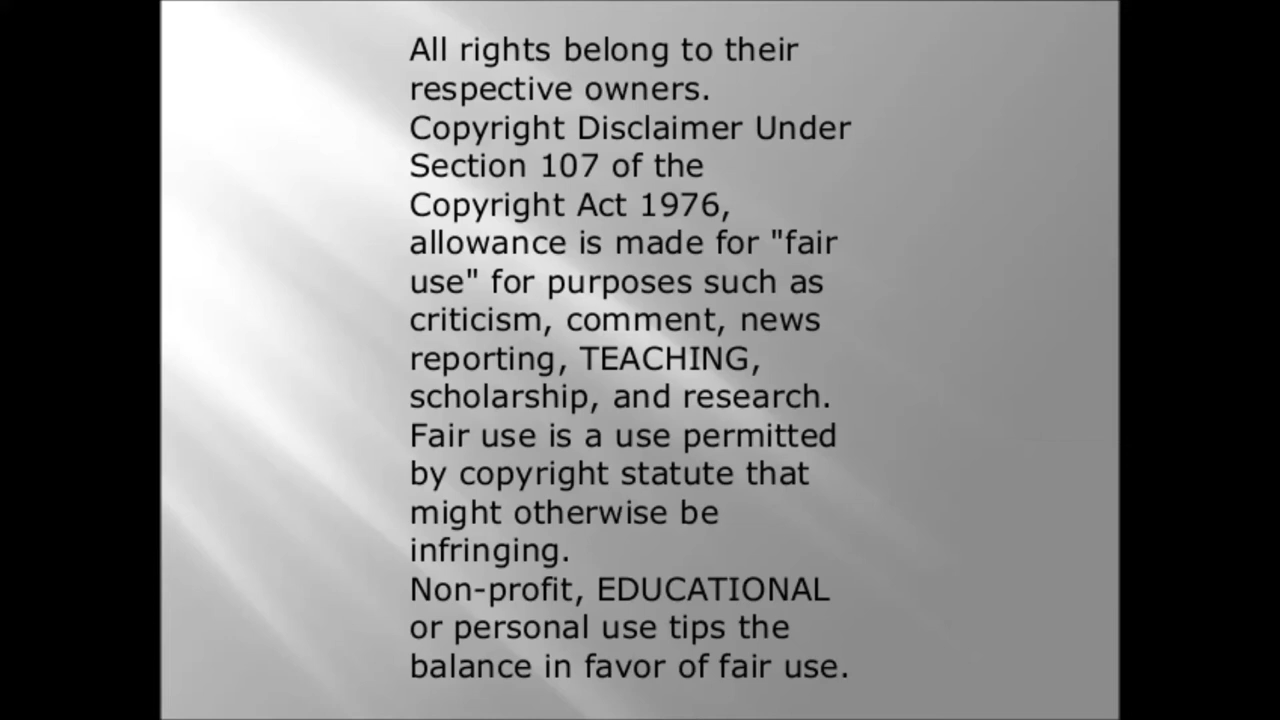 All rights belong to their
respective owners.
Copyright Disclaimer Under
Section 107 of the
Copyright Act 1976,
allowance is made for "fair
use" for purposes such as
criticism, comment, news
reporting, TEACHING,
scholarship, and research.
Fair use is a use permitted
by copyright statute that
might otherwise be
infringing.
Non-profit, EDUCATIONAL
or personal use tips the
balance in favor of fair use.